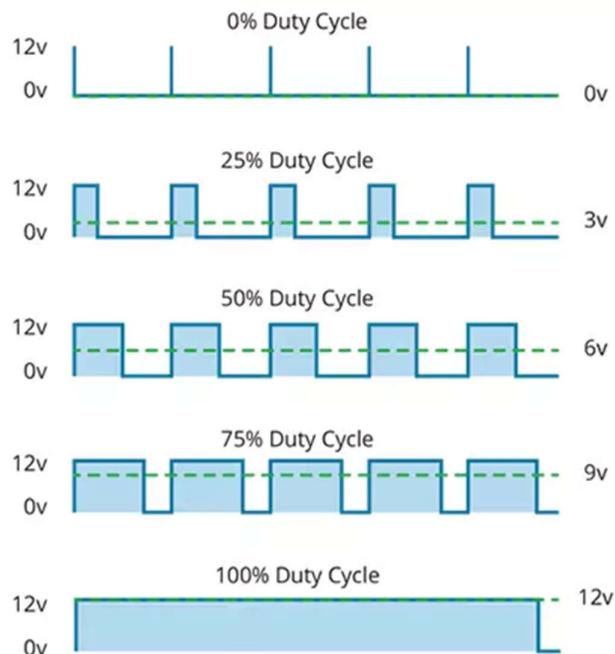 0% Duty Cycle
12v
0v
0v
25% Duty Cycle
12v
3v
0v
50% Duty Cycle
12v
6v
0v
75% Duty Cycle
12v
9v
0v
100% Duty Cycle
12v
12v
0v